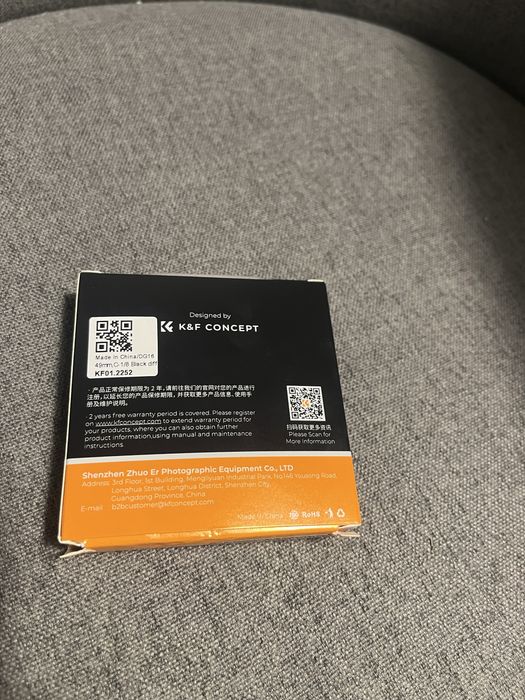 Designed by
K&F CONCEPT
Made In China/DG16
49mm,C-1/8 Black diff
KF01.2252
· 产品正常保修期限为 2 年，请前往我们的官网对您的产品进行
注册，以延长您的产品保修期限，并获取更多产品信息、使用手
册及维护说明。
· 2 years free warranty period is covered. Please register
on www.kfconcept.com to extend warranty period for
your products, where you can also obtain further
product information,using manual and maintenance
instructions.
扫码获取更多资讯
Please Scan for
More Information
Shenzhen Zhuo Er Photographic Equipment Co., LTD
Address: 3rd Floor, 1st Building, Mengliyuan Industrial Park, No.146 Yousong Road,
Longhua Street, Longhua District, Shenzhen City,
Guangdong Province, China
E-mail: b2bcustomer@kfconcept.com
Made in China
RoHS